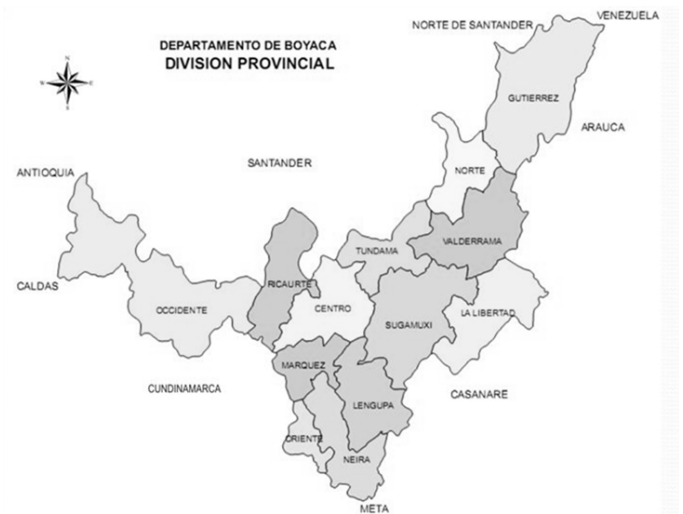 VENEZUELA
NORTE DE SANTANDER
DEPARTAMENTO DE BOYACA
DIVISION PROVINCIAL
GUTIERREZ
ARAUCA
SANTANDER
NORTE
ANTIOQUIA
VALDERRAMA
TUNDAMA
CALDAS
RICAURTE
OCCIDENTE
CENTRO
LA LIBERTAD
SUGAMUXI
MARQUEZ
CUNDINAMARCA
CASANARE
LENGUPA
ORIENTE
NEIRA
META